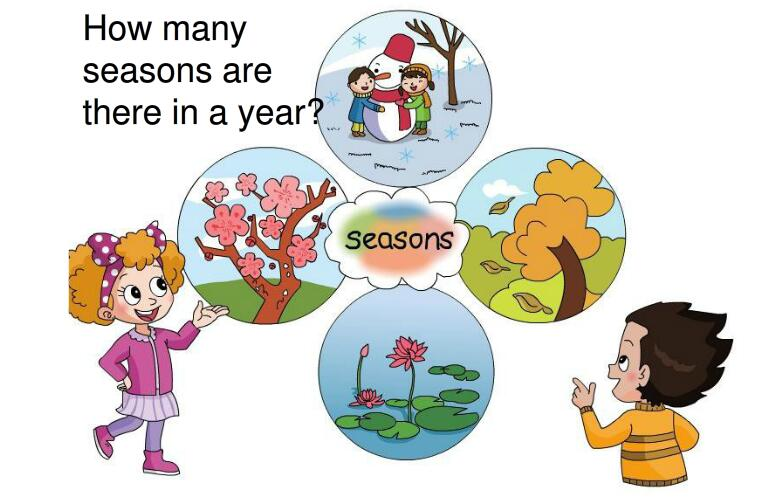 How many
seasons are
there in a year?
seasons